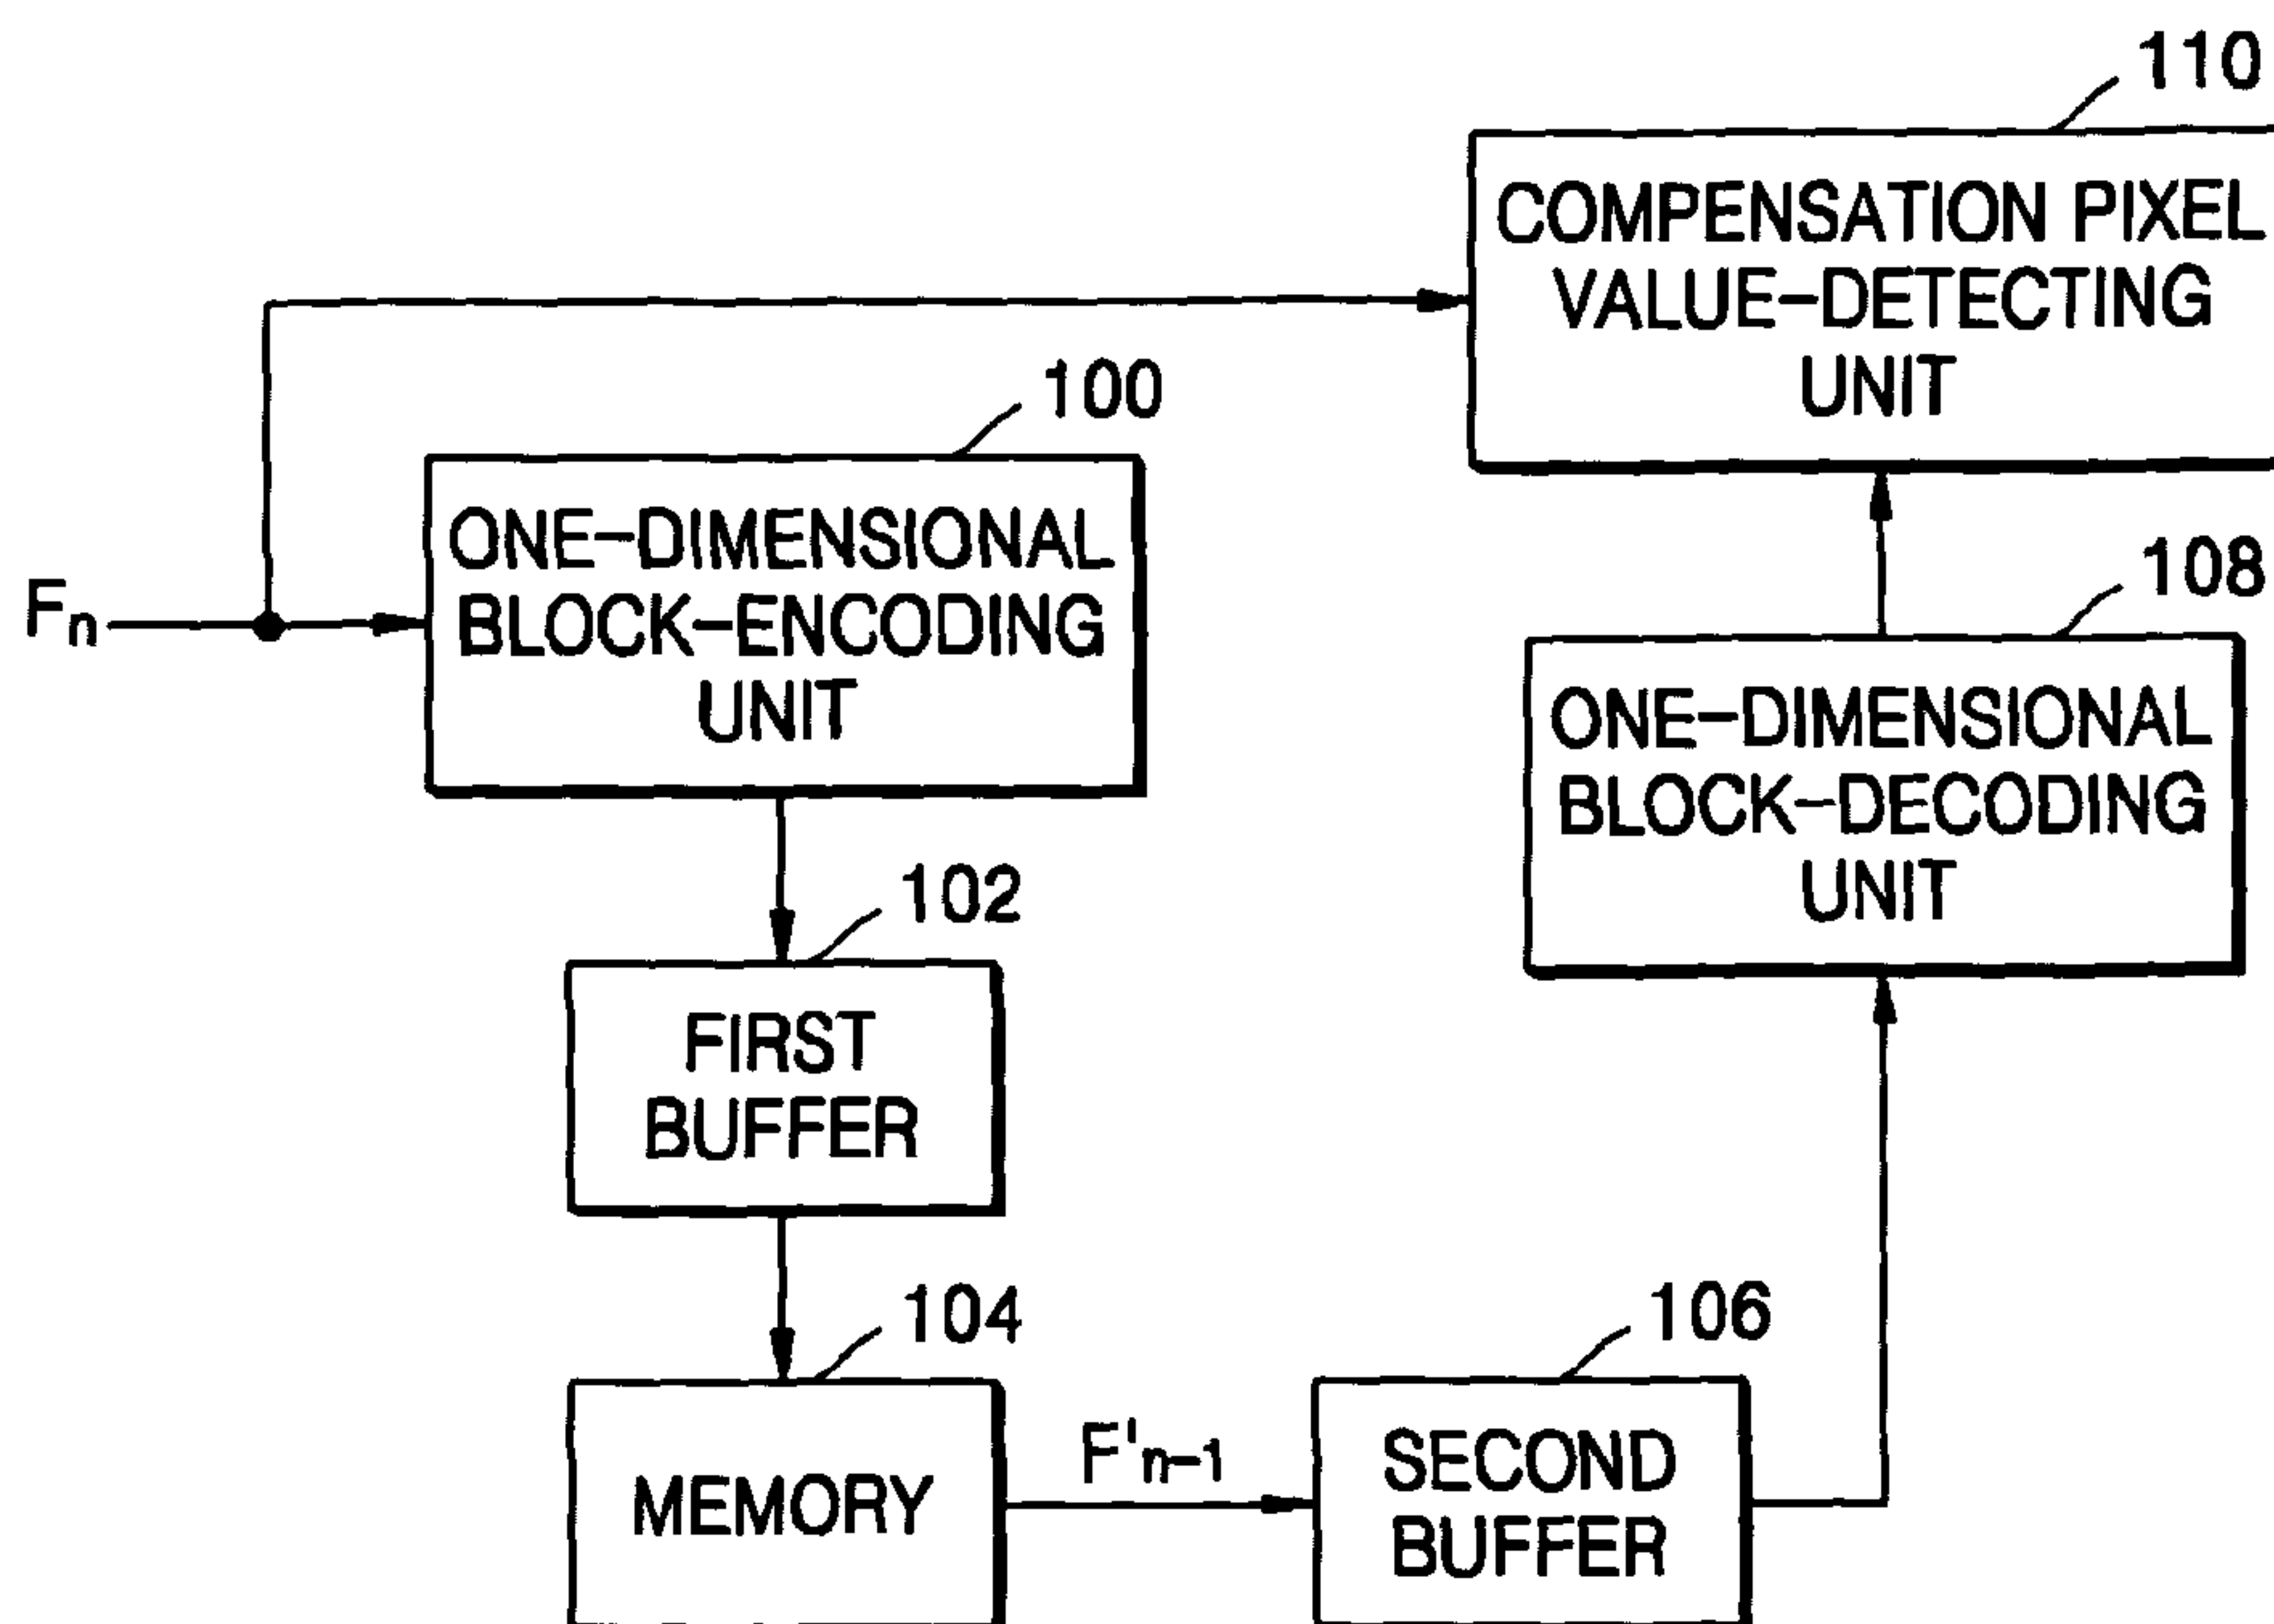 110
COMPENSATION PIXEL
VALUE-DETECTING
UNIT
100
ONE-DIMENSIONAL
BLOCK-ENCODING
UNIT
Fn
108
ONE-DIMENSIONAL
BLOCK-DECODING
UNIT
102
FIRST
BUFFER
104
MEMORY
F'n-1
106
SECOND
BUFFER